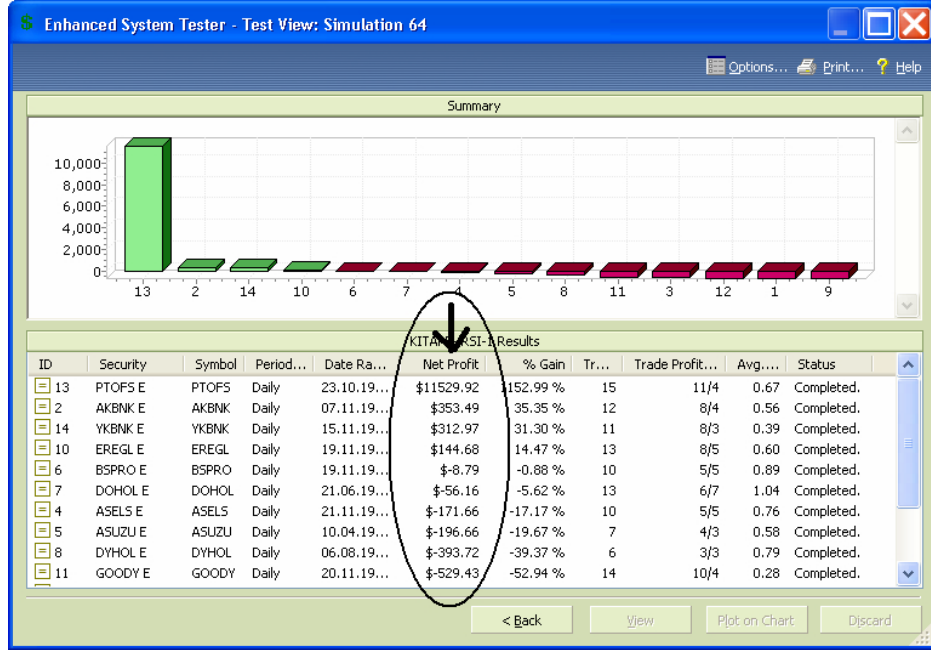 $ Enhanced System Tester - Test View: Simulation 64
Options... Print... ? Help
Summary
10,000
8,000
6,000
4,000
2,000
0
13 2 14 10 6 7 4 5 8 11 3 12 1 9
Results
ID Security Symbol Period... Date Ra... Net Profit % Gain Tr... Trade Profit... Avg.... Status
13 PTOFS E PTOFS Daily 23.10.19... $11529.92 1152.99 % 15 11/4 0.67 Completed.
2 AKBNK E AKBNK Daily 07.11.19... $353.49 35.35 % 12 8/4 0.56 Completed.
14 YKBNK E YKBNK Daily 15.11.19... $312.97 31.30 % 11 8/3 0.39 Completed.
10 EREGL E EREGL Daily 19.11.19... $144.68 14.47 % 13 8/5 0.60 Completed.
6 BSPRO E BSPRO Daily 19.11.19... $-8.79 -0.88 % 10 5/5 0.89 Completed.
7 DOHOL E DOHOL Daily 21.06.19... $-56.16 -5.62 % 13 6/7 1.04 Completed.
4 ASELS E ASELS Daily 21.11.19... $-171.66 -17.17 % 10 5/5 0.76 Completed.
5 ASUZU E ASUZU Daily 10.04.19... $-196.66 -19.67 % 7 4/3 0.58 Completed.
8 DYHOL E DYHOL Daily 06.08.19... $-393.72 -39.37 % 6 3/3 0.79 Completed.
11 GOODY E GOODY Daily 20.11.19... $-529.43 -52.94 % 14 10/4 0.28 Completed.
< Back View Plot on Chart Discard